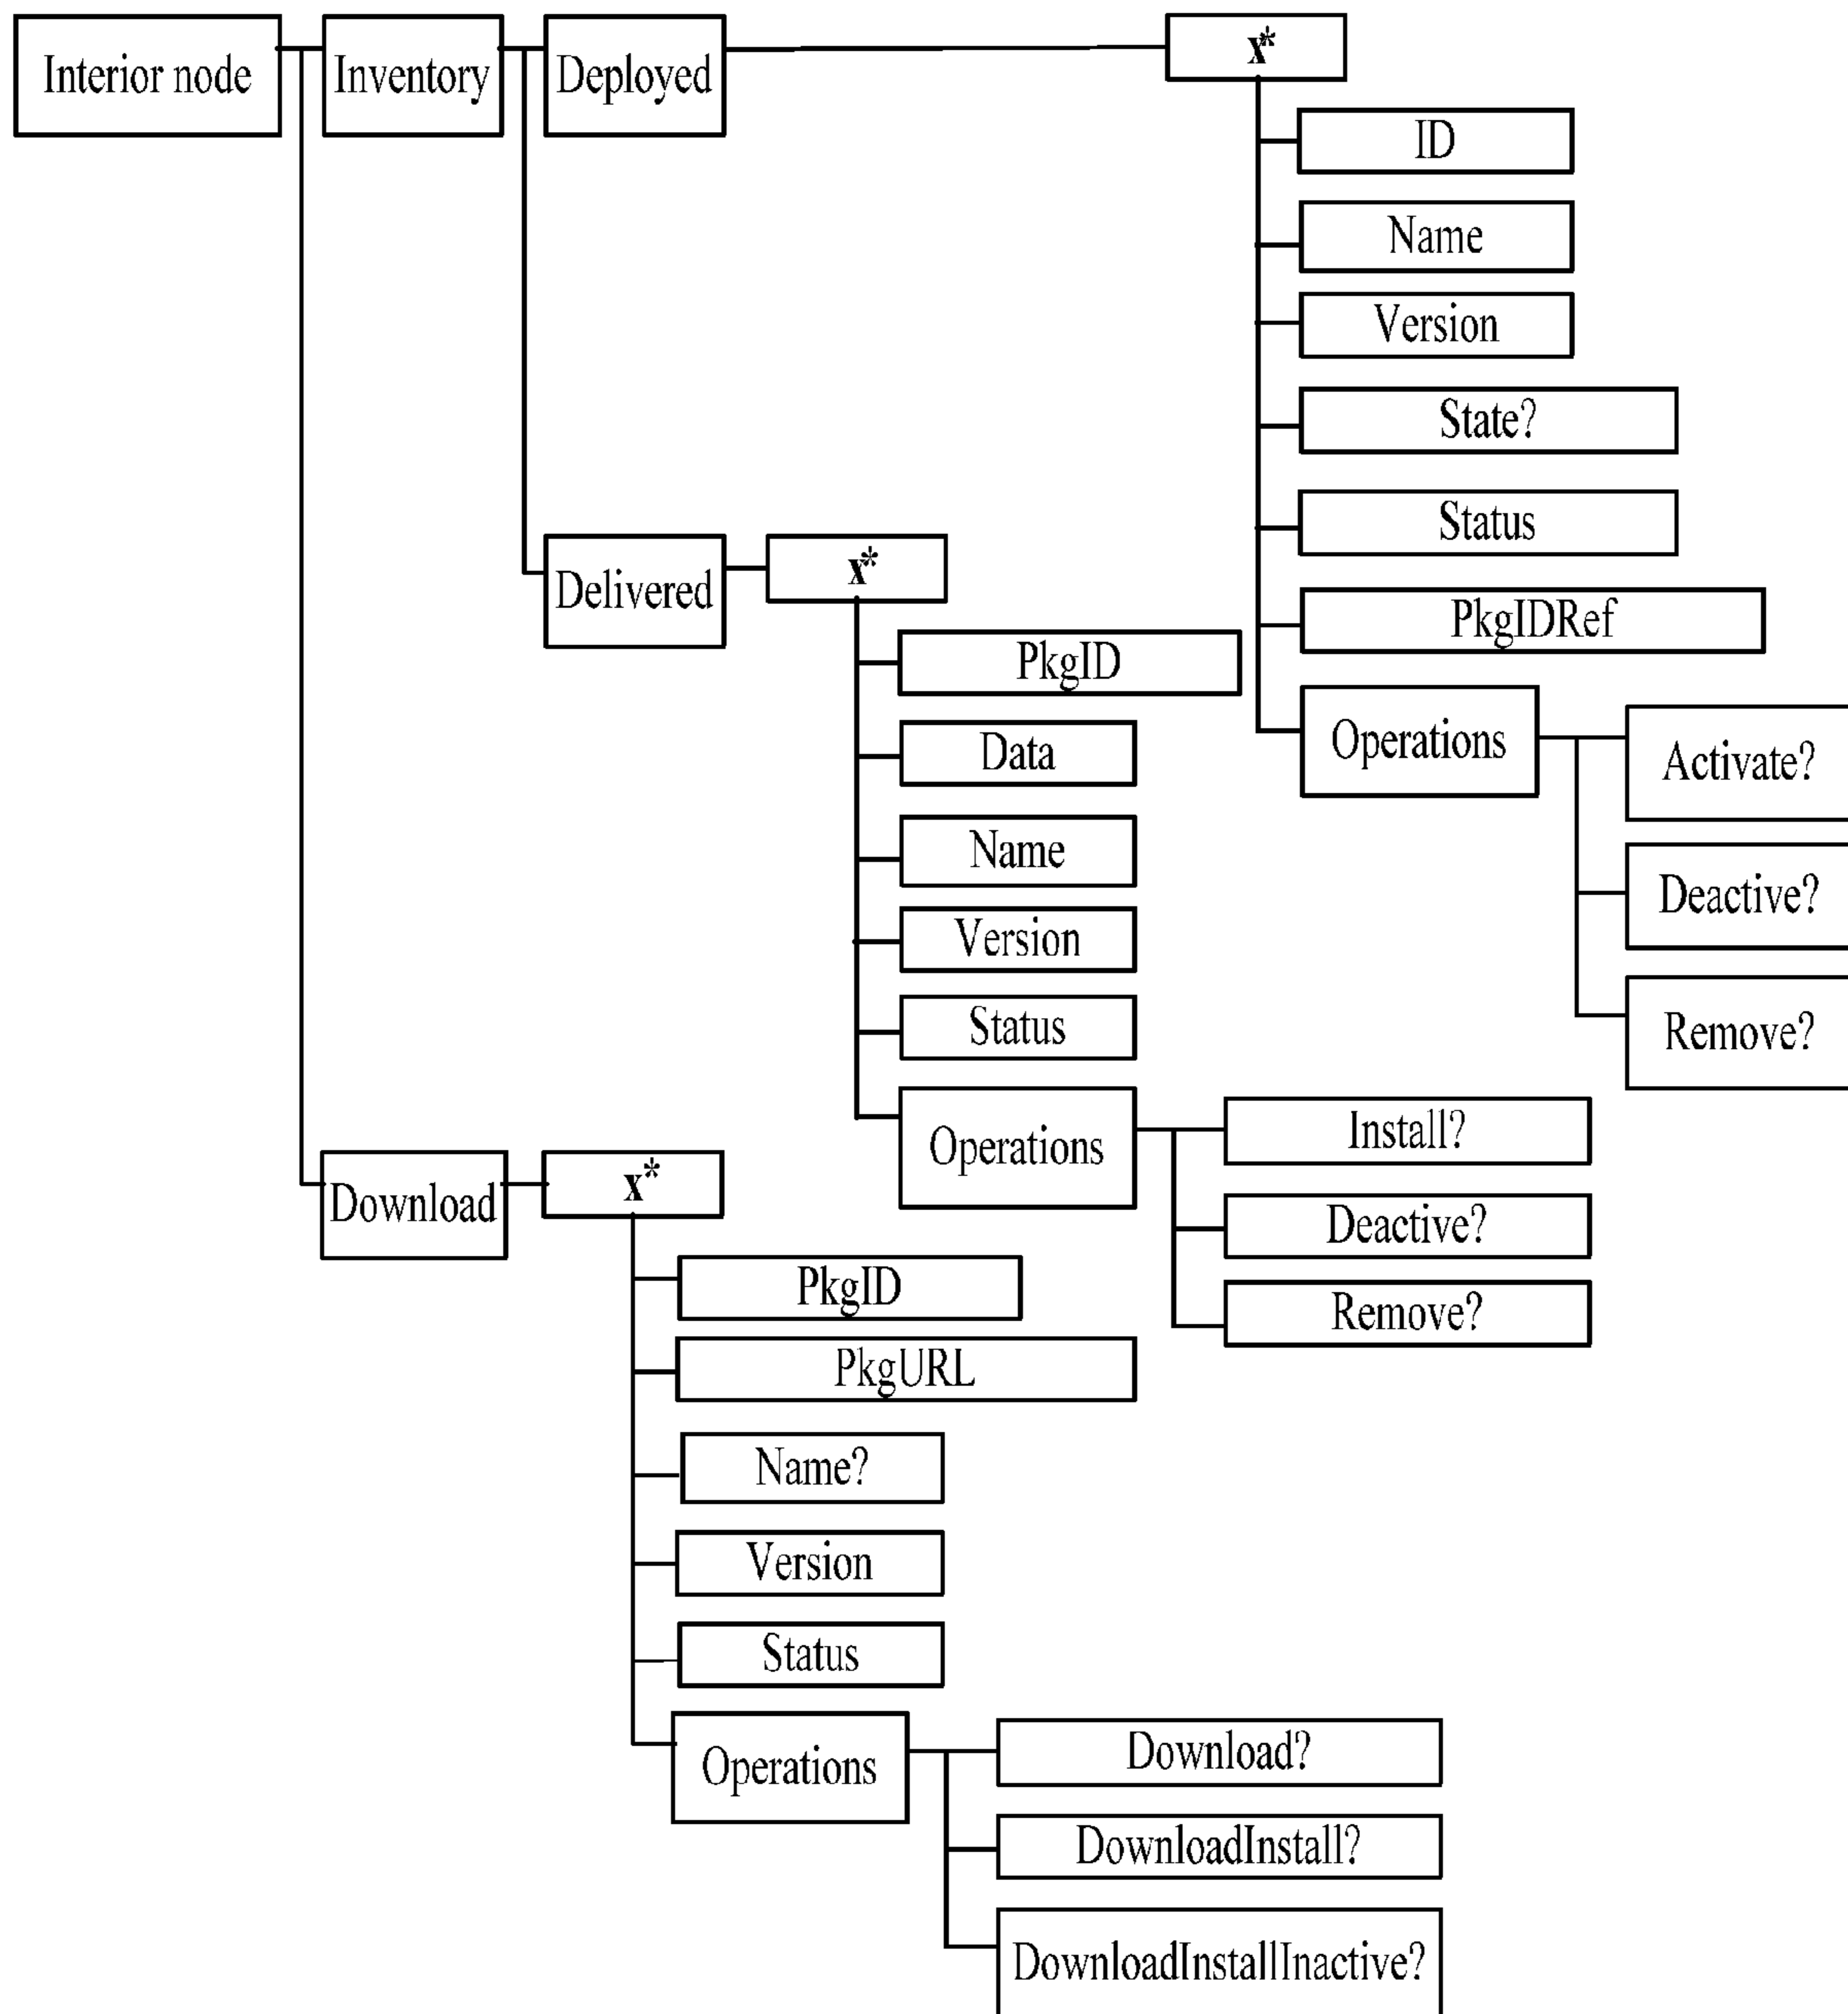 Interior node
Inventory
Deployed
x*
ID
Name
Version
State?
Status
PkgIDRef
Operations
Activate?
Deactive?
Remove?
Delivered
x*
PkgID
Data
Name
Version
Status
Operations
Install?
Deactive?
Remove?
Download
x*
PkgID
PkgURL
Name?
Version
Status
Operations
Download?
DownloadInstall?
DownloadInstallInactive?